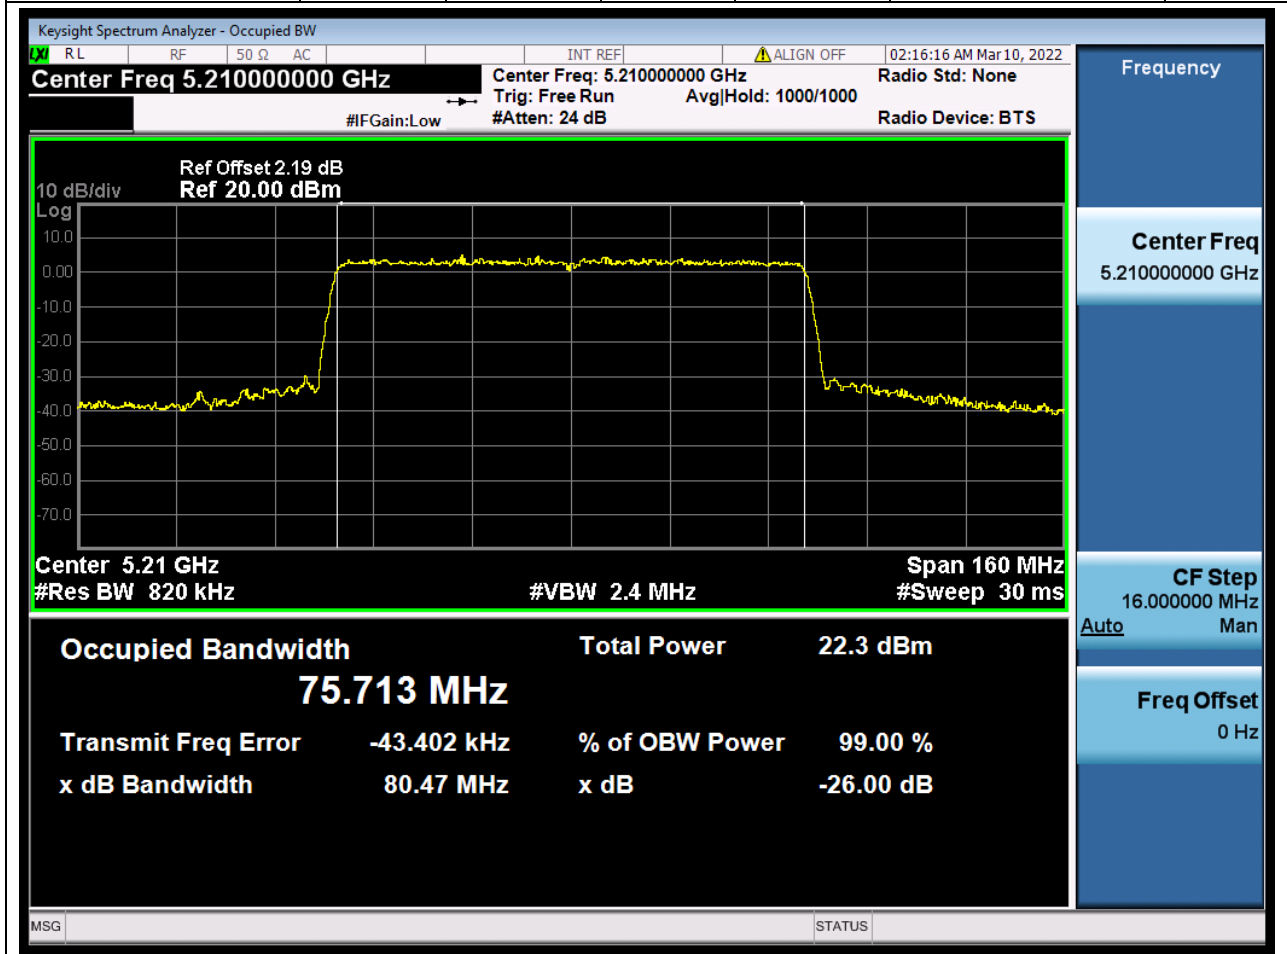 Keysight Spectrum Analyzer - Occupied BW
LXI RL RF 50 Ω AC INT REF ALIGN OFF 02:16:16 AM Mar 10, 2022
Center Freq 5.210000000 GHz
Center Freq: 5.210000000 GHz
Radio Std: None
Trig: Free Run Avg|Hold: 1000/1000
#IFGain:Low
#Atten: 24 dB
Radio Device: BTS
Ref Offset 2.19 dB
10 dB/div Ref 20.00 dBm
Log
10.0
0.00
-10.0
-20.0
-30.0
-40.0
-50.0
-60.0
-70.0
Center 5.21 GHz Span 160 MHz
#Res BW 820 kHz #VBW 2.4 MHz #Sweep 30 ms
Occupied Bandwidth Total Power 22.3 dBm
75.713 MHz
Transmit Freq Error -43.402 kHz % of OBW Power 99.00 %
x dB Bandwidth 80.47 MHz x dB -26.00 dB
MSG STATUS
Frequency
Center Freq
5.210000000 GHz
CF Step
16.000000 MHz
Auto Man
Freq Offset
0 Hz